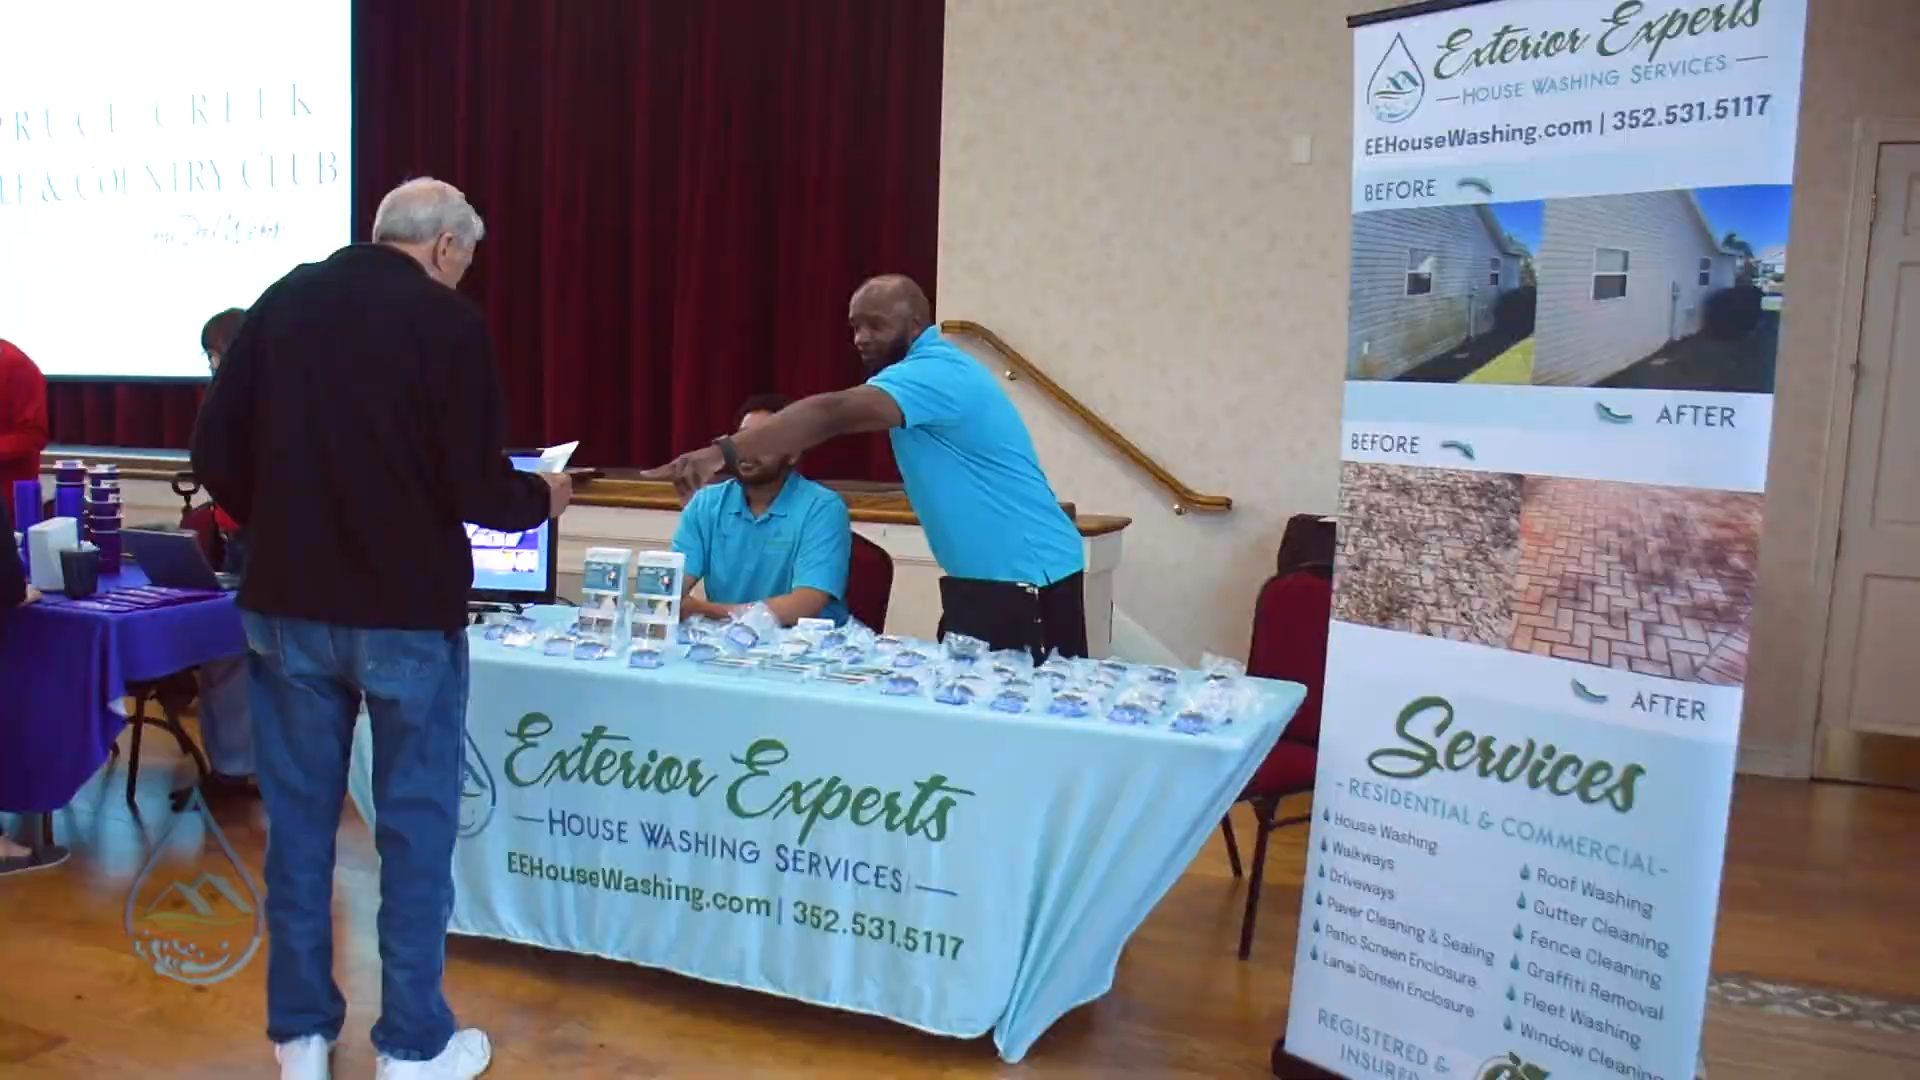 CREEK
& COUNTRY CLUB
Exterior Experts
HOUSE WASHING SERVICES
EEHouseWashing.com | 352.531.5117
BEFORE
AFTER
BEFORE
AFTER
Services
- RESIDENTIAL & COMMERCIAL -
House Washing
Walkways
Driveways
Paver Cleaning & Sealing
Patio Screen Enclosure
Lanai Screen Enclosure
Roof Washing
Gutter Cleaning
Fence Cleaning
Graffiti Removal
Fleet Washing
Window Cleaning
REGISTERED &
Exterior Experts
HOUSE WASHING SERVICES
EEHouseWashing.com | 352.531.5117